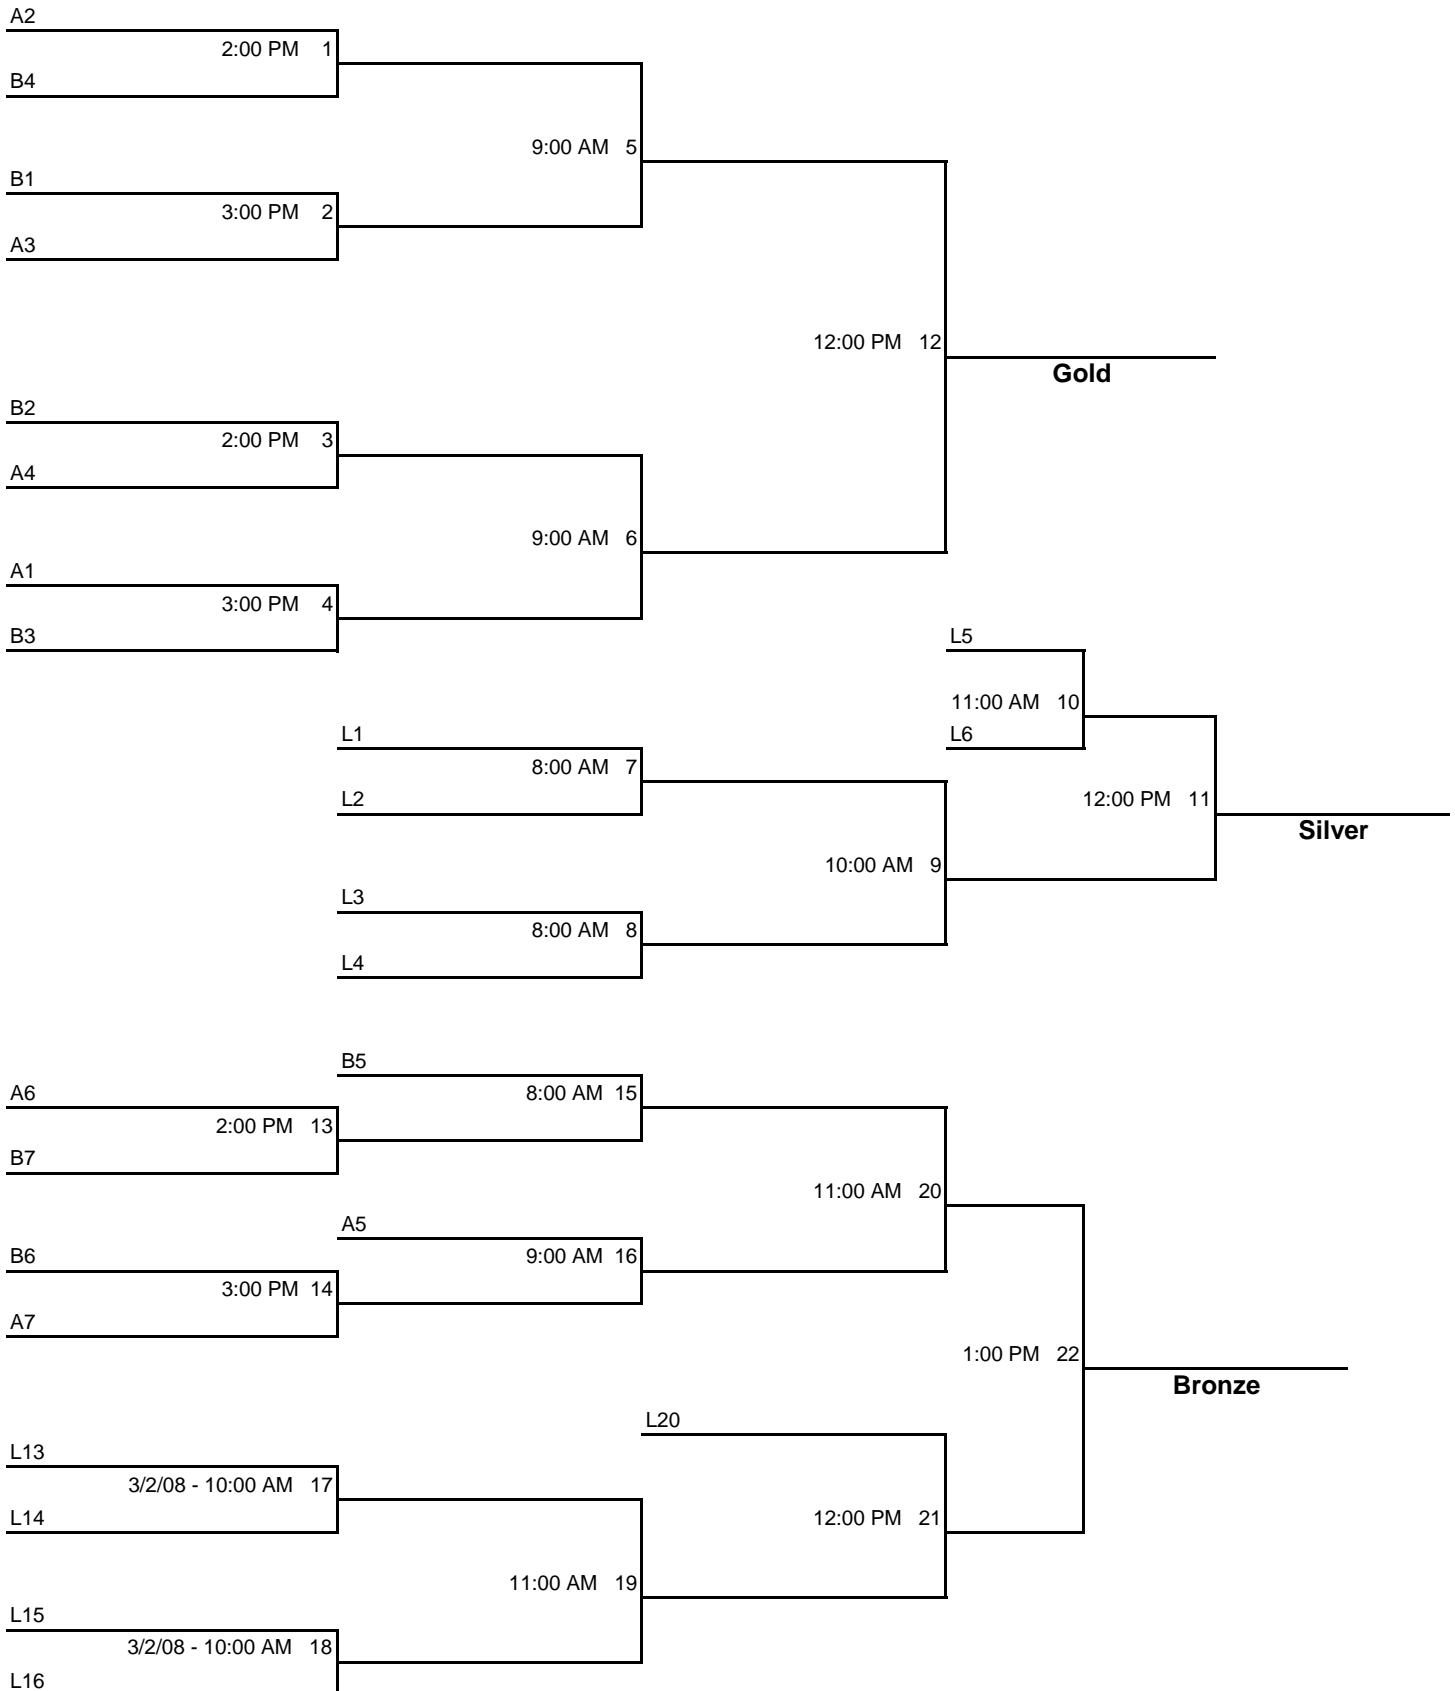 A2
2:00 PM 1
B4
9:00 AM 5
B1
3:00 PM 2
A3
12:00 PM 12
Gold
B2
2:00 PM 3
A4
9:00 AM 6
A1
3:00 PM 4
B3
L5
11:00 AM 10
L6
L1
8:00 AM 7
L2
12:00 PM 11
Silver
10:00 AM 9
L3
8:00 AM 8
L4
B5
8:00 AM 15
A6
2:00 PM 13
B7
11:00 AM 20
A5
9:00 AM 16
B6
3:00 PM 14
A7
1:00 PM 22
Bronze
L20
L13
3/2/08 - 10:00 AM 17
L14
12:00 PM 21
11:00 AM 19
L15
3/2/08 - 10:00 AM 18
L16